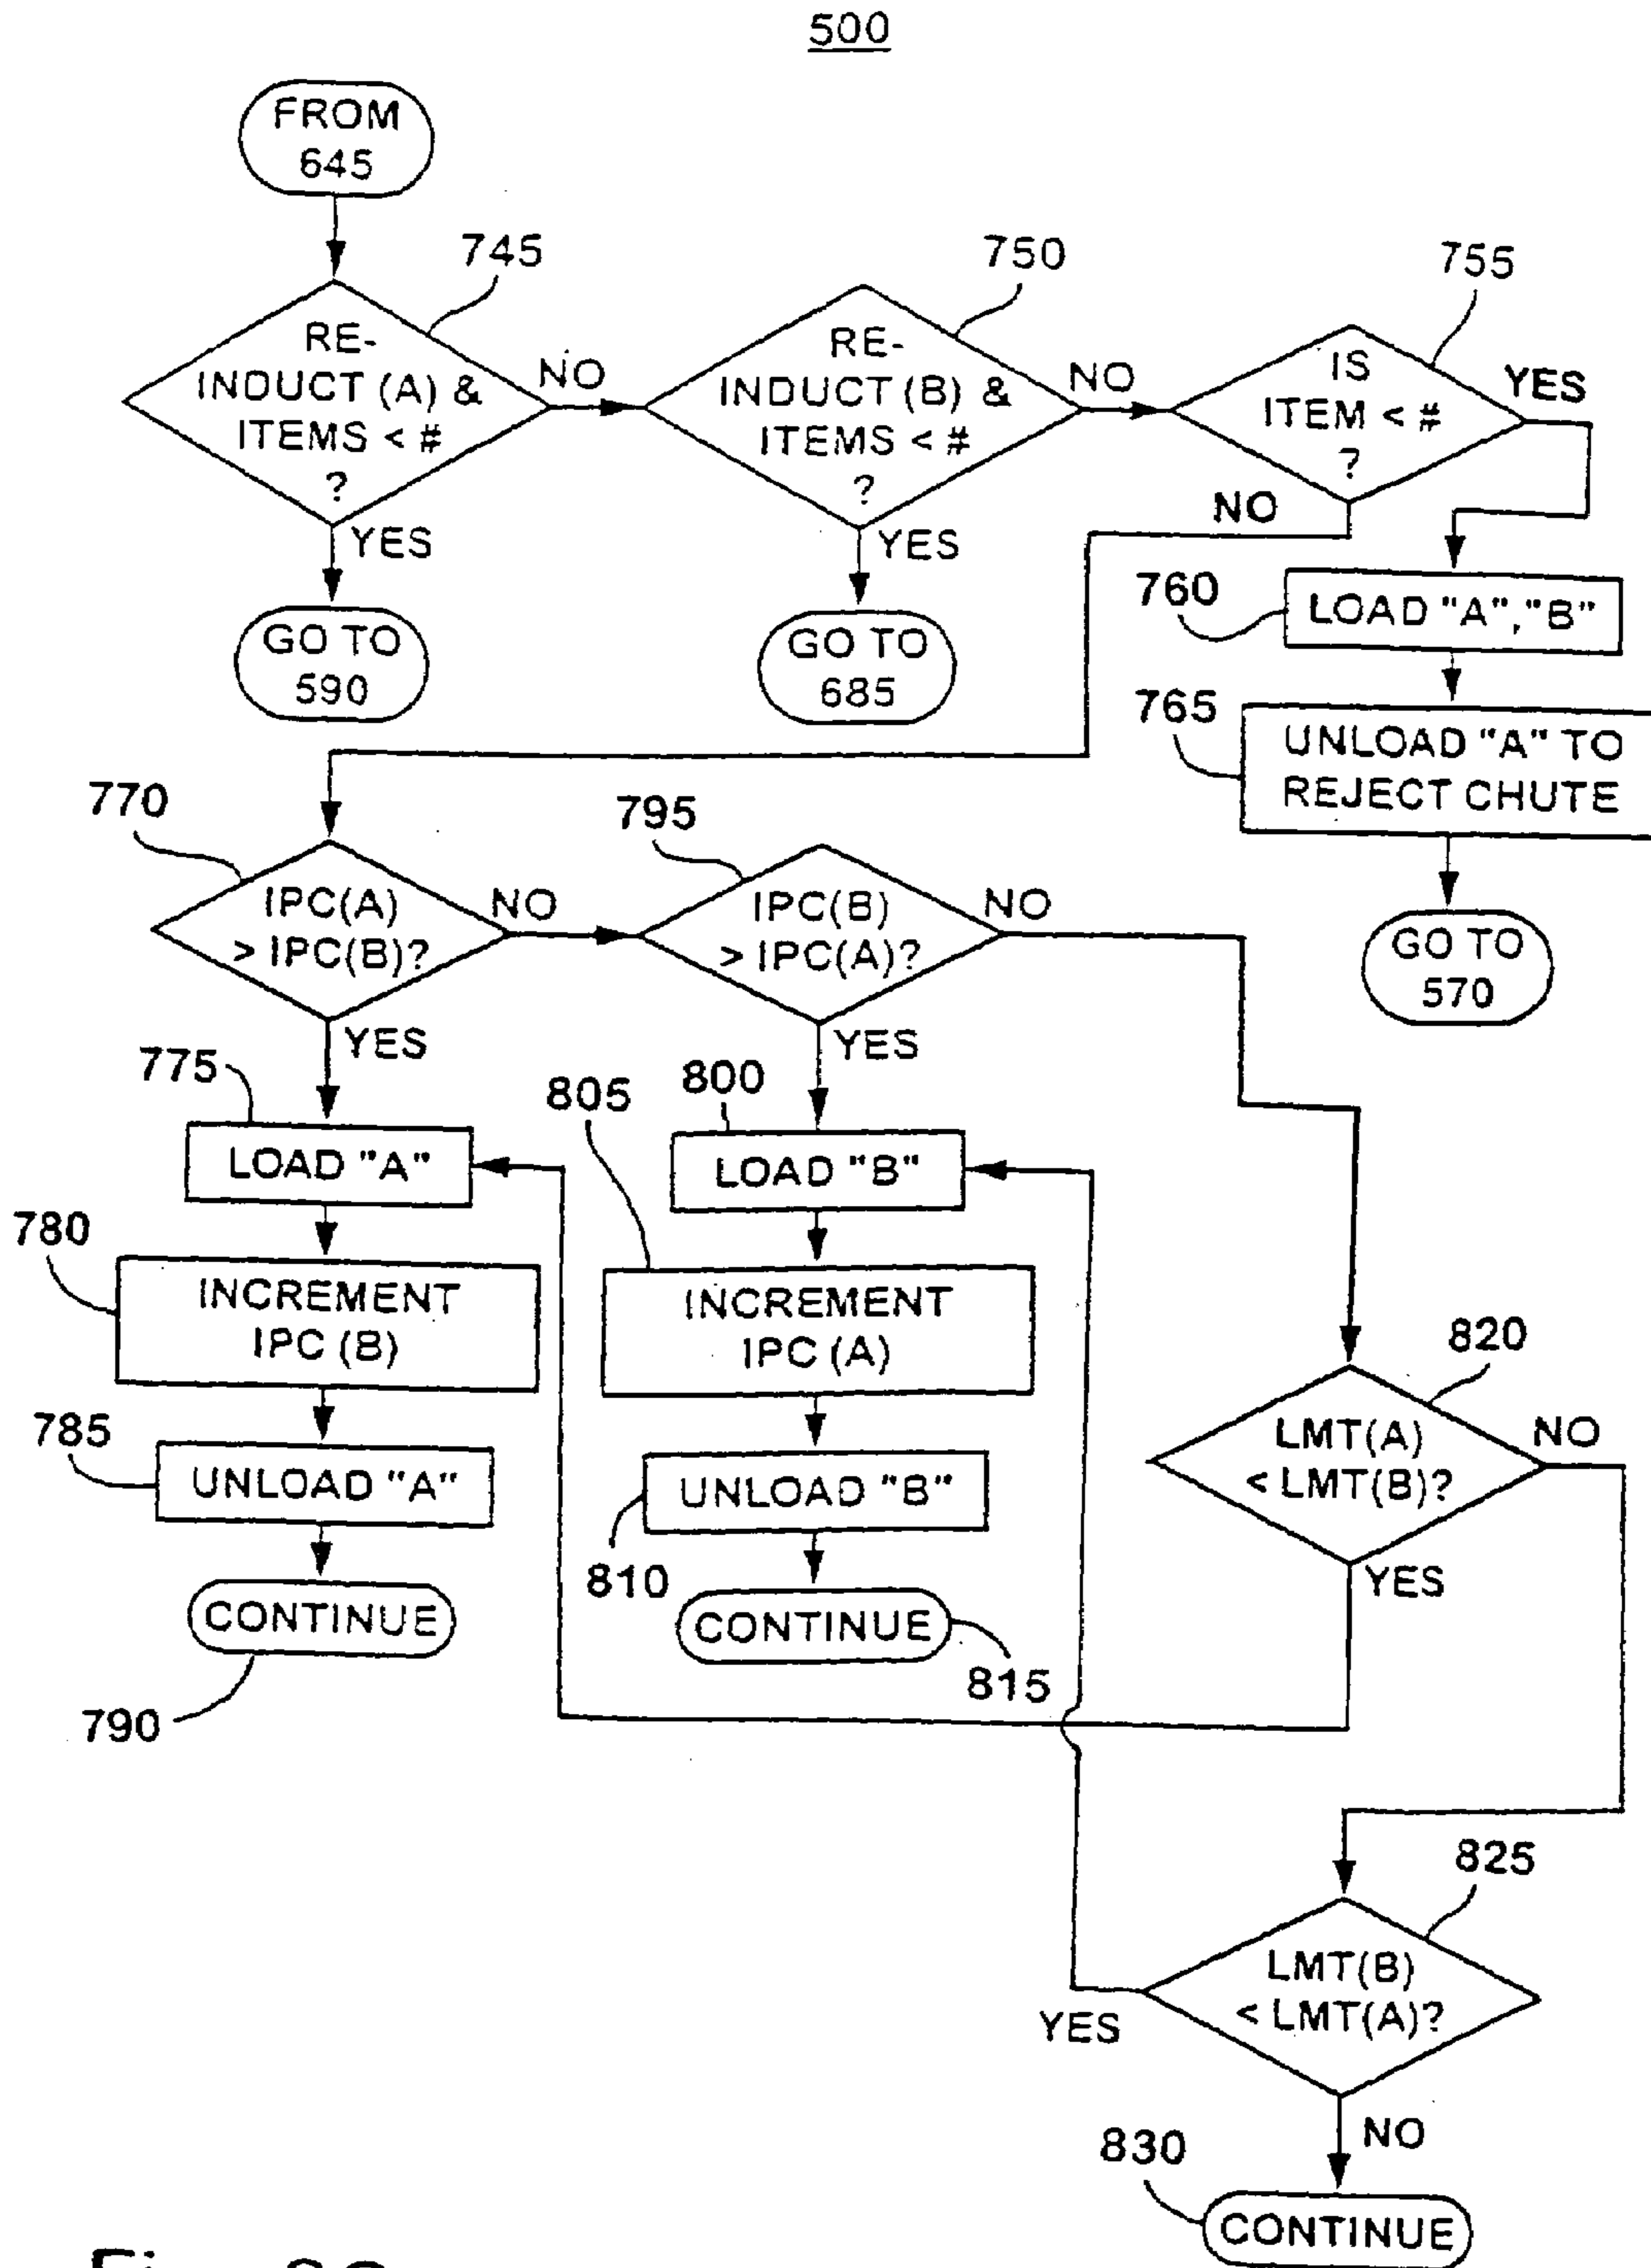 500
FROM
645
745
750
755
RE-
INDUCT (A) &
ITEMS < #
?
NO
RE-
INDUCT (B) &
ITEMS < #
?
NO
IS
ITEM < #
?
YES
YES
YES
NO
GO TO
590
GO TO
685
760
LOAD "A","B"
765
UNLOAD "A" TO
REJECT CHUTE
GO TO
570
770
795
IPC(A)
> IPC(B)?
NO
IPC(B)
> IPC(A)?
NO
YES
YES
775
LOAD "A"
805
800
LOAD "B"
780
INCREMENT
IPC (B)
INCREMENT
IPC (A)
820
LMT(A)
< LMT(B)?
NO
YES
785
UNLOAD "A"
UNLOAD "B"
810
CONTINUE
790
CONTINUE
815
825
LMT(B)
< LMT(A)?
YES
NO
830
CONTINUE